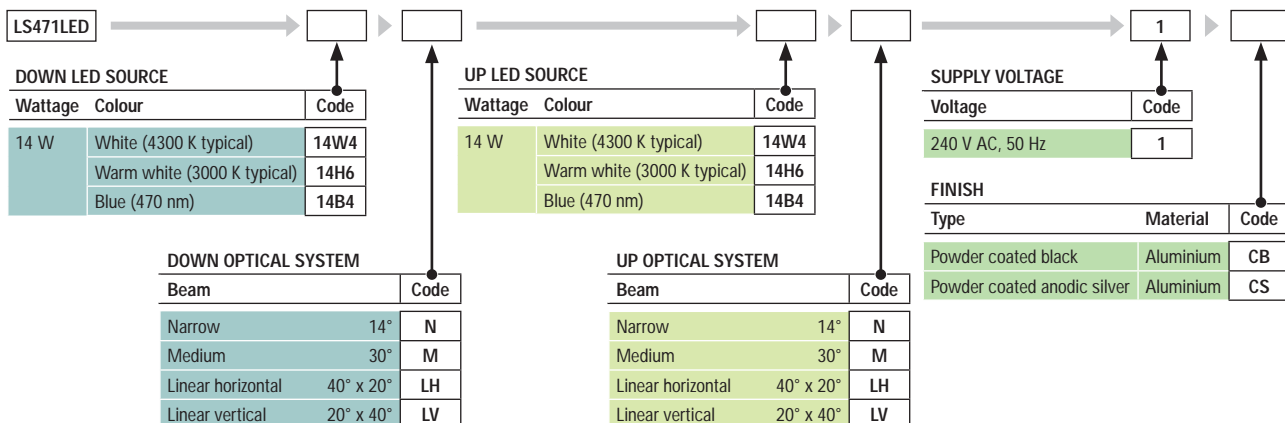 LS471LED
1
DOWN LED SOURCE
Wattage Colour Code
14 W White (4300 K typical) 14W4
Warm white (3000 K typical) 14H6
Blue (470 nm) 14B4
UP LED SOURCE
Wattage Colour Code
14 W White (4300 K typical) 14W4
Warm white (3000 K typical) 14H6
Blue (470 nm) 14B4
SUPPLY VOLTAGE
Voltage Code
240 V AC, 50 Hz 1
FINISH
Type Material Code
Powder coated black Aluminium CB
Powder coated anodic silver Aluminium CS
DOWN OPTICAL SYSTEM
Beam Code
Narrow 14° N
Medium 30° M
Linear horizontal 40° x 20° LH
Linear vertical 20° x 40° LV
UP OPTICAL SYSTEM
Beam Code
Narrow 14° N
Medium 30° M
Linear horizontal 40° x 20° LH
Linear vertical 20° x 40° LV